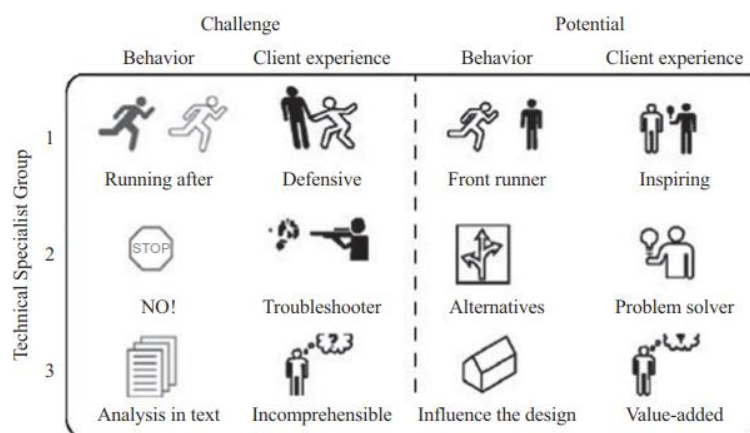 Challenge Potential
Behavior Client experience Behavior Client experience
Technical Specialist Group
1
Running after Defensive Front runner Inspiring
2
STOP
NO! Troubleshooter Alternatives Problem solver
?
3
Analysis in text Incomprehensible Influence the design Value-added